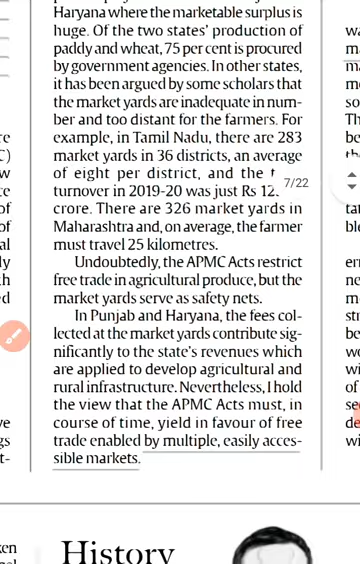 Haryana where the marketable surplus is
huge. Of the two states' production of
paddy and wheat, 75 per cent is procured
by government agencies. In other states,
it has been argued by some scholars that
the market yards are inadequate in num-
ber and too distant for the farmers. For
example, in Tamil Nadu, there are 283
market yards in 36 districts, an average
of eight per district, and the
turnover in 2019-20 was just Rs
crore. There are 326 market yards in
Maharashtra and, on average, the farmer
must travel 25 kilometres.
Undoubtedly, the APMC Acts restrict
free trade in agricultural produce, but the
market yards serve as safety nets.
In Punjab and Haryana, the fees col-
lected at the market yards contribute sig-
nificantly to the state's revenues which
are applied to develop agricultural and
rural infrastructure. Nevertheless, I hold
the view that the APMC Acts must, in
course of time, yield in favour of free
trade enabled by multiple, easily acces-
sible markets.
7/22
History